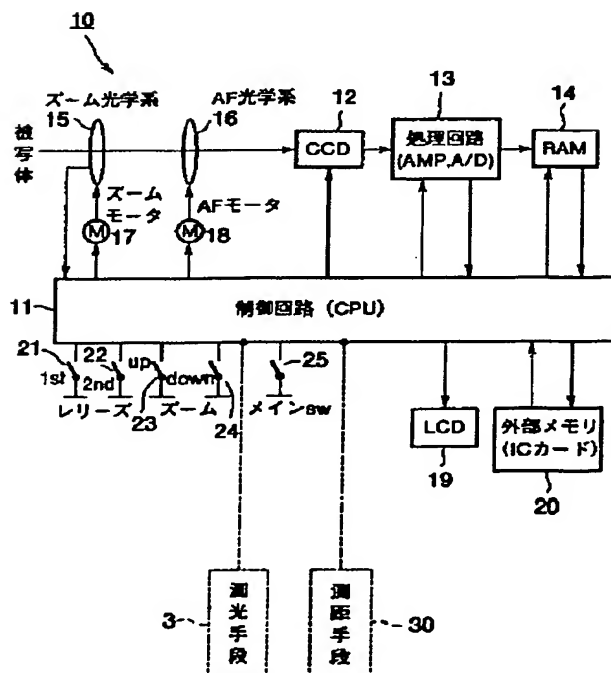 10
ズーム光学系
15
AF光学系
16
12
13
14
被写体
CCD
処理回路
(AMP,A/D)
RAM
ズーム
モータ
17
AFモータ
18
M
M
11
制御回路 (CPU)
21
1st
22
2nd
up
23
down
24
25
レリーズ
ズーム
メインsw
LCD
19
外部メモリ
(ICカード)
20
3
測光手段
測距手段
30